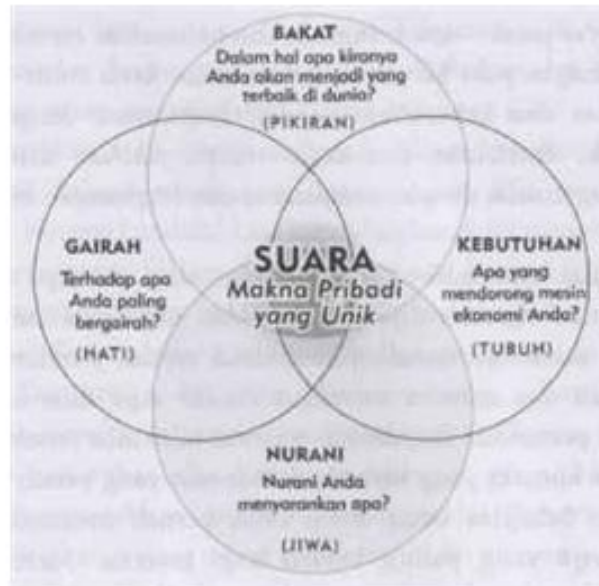 BAKAT
Dalam hal apa kiranya
Anda akan menjadi yang
terbaik di dunia?
(PIKIRAN)
GAIRAH
Terhadap apa
Anda paling
bergairah?
(HATI)
SUARA
Makna Pribadi
yang Unik
KEBUTUHAN
Apa yang
mendorong mesin
ekonomi Anda?
(TUBUH)
NURANI
Nurani Anda
menyarankan apa?
(JIWA)